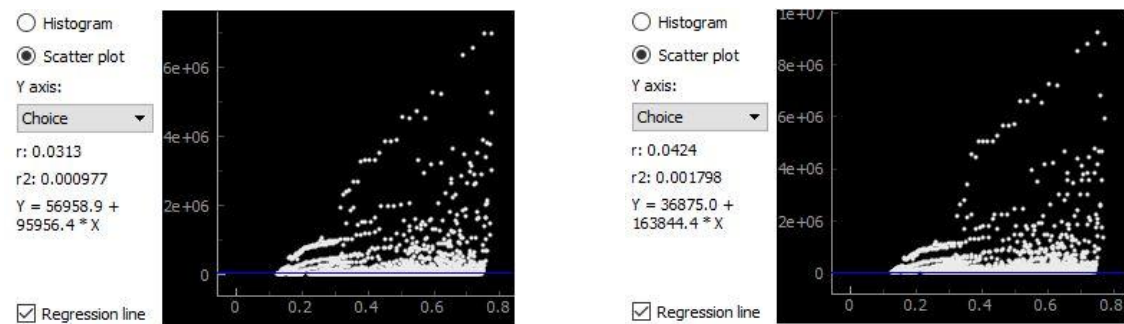 Histogram
Scatter plot
Y axis:
Choice
r: 0.0313
r2: 0.000977
Y = 56958.9 +
95956.4 * X
Regression line
6e+06
4e+06
2e+06
0
0
0.2
0.4
0.6
0.8
Histogram
Scatter plot
Y axis:
Choice
r: 0.0424
r2: 0.001798
Y = 36875.0 +
163844.4 * X
Regression line
1e+07
8e+06
6e+06
4e+06
2e+06
0
0
0.2
0.4
0.6
0.8